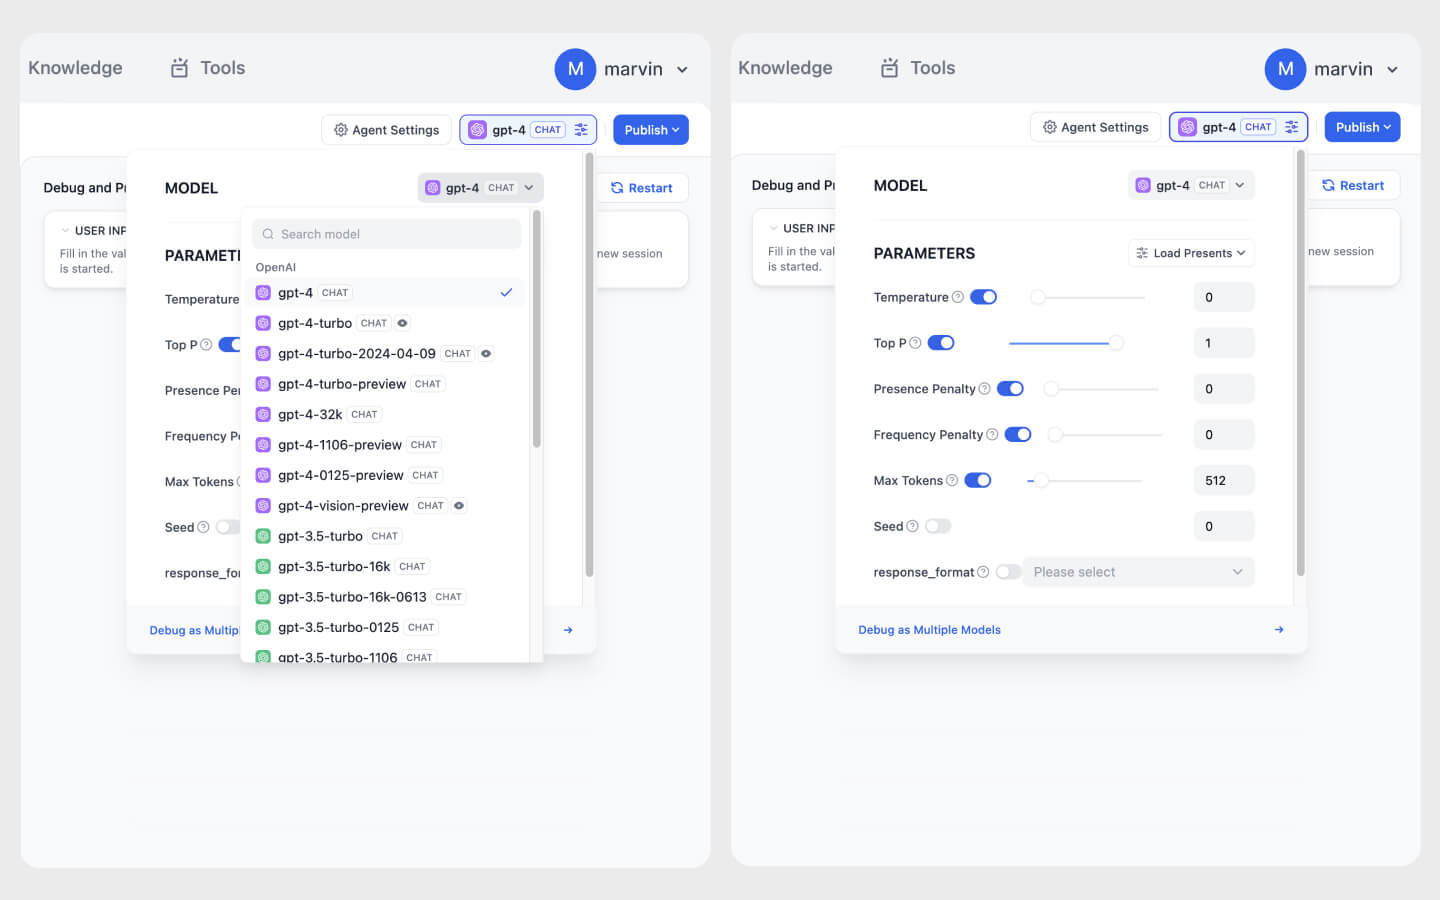 Knowledge
Tools
M
marvin
Agent Settings
gpt-4 CHAT
Publish
Debug and Pr
MODEL
gpt-4 CHAT
Restart
USER INP
Fill in the val
new session
is started.
Search model
PARAMETE
OpenAI
gpt-4 CHAT
Temperature
gpt-4-turbo CHAT
Top P
gpt-4-turbo-2024-04-09 CHAT
gpt-4-turbo-preview CHAT
Presence Per
gpt-4-32k CHAT
Frequency Pe
gpt-4-1106-preview CHAT
gpt-4-0125-preview CHAT
Max Tokens
gpt-4-vision-preview CHAT
Seed
gpt-3.5-turbo CHAT
gpt-3.5-turbo-16k CHAT
response_for
gpt-3.5-turbo-16k-0613 CHAT
gpt-3.5-turbo-0125 CHAT
Debug as Multipl
gpt-3.5-turbo-1106 CHAT
Knowledge
Tools
M
marvin
Agent Settings
gpt-4 CHAT
Publish
Debug and Pr
MODEL
gpt-4 CHAT
Restart
USER INP
Fill in the val
new session
is started.
PARAMETERS
Load Presents
Temperature
0
Top P
1
Presence Penalty
0
Frequency Penalty
0
Max Tokens
512
Seed
0
response_format
Please select
Debug as Multiple Models